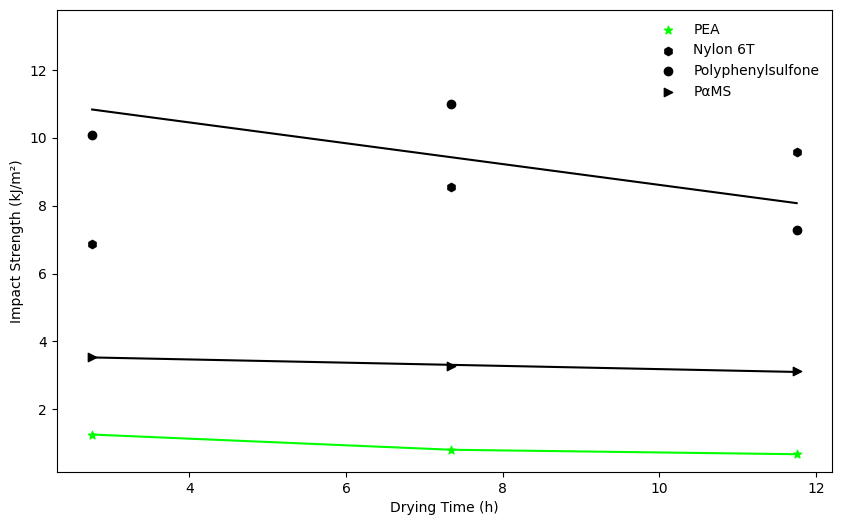 PEA
Nylon 6T
Polyphenylsulfone
PαMS
Impact Strength (kJ/m²)
12
10
8
6
4
2
4 6 8 10 12
Drying Time (h)